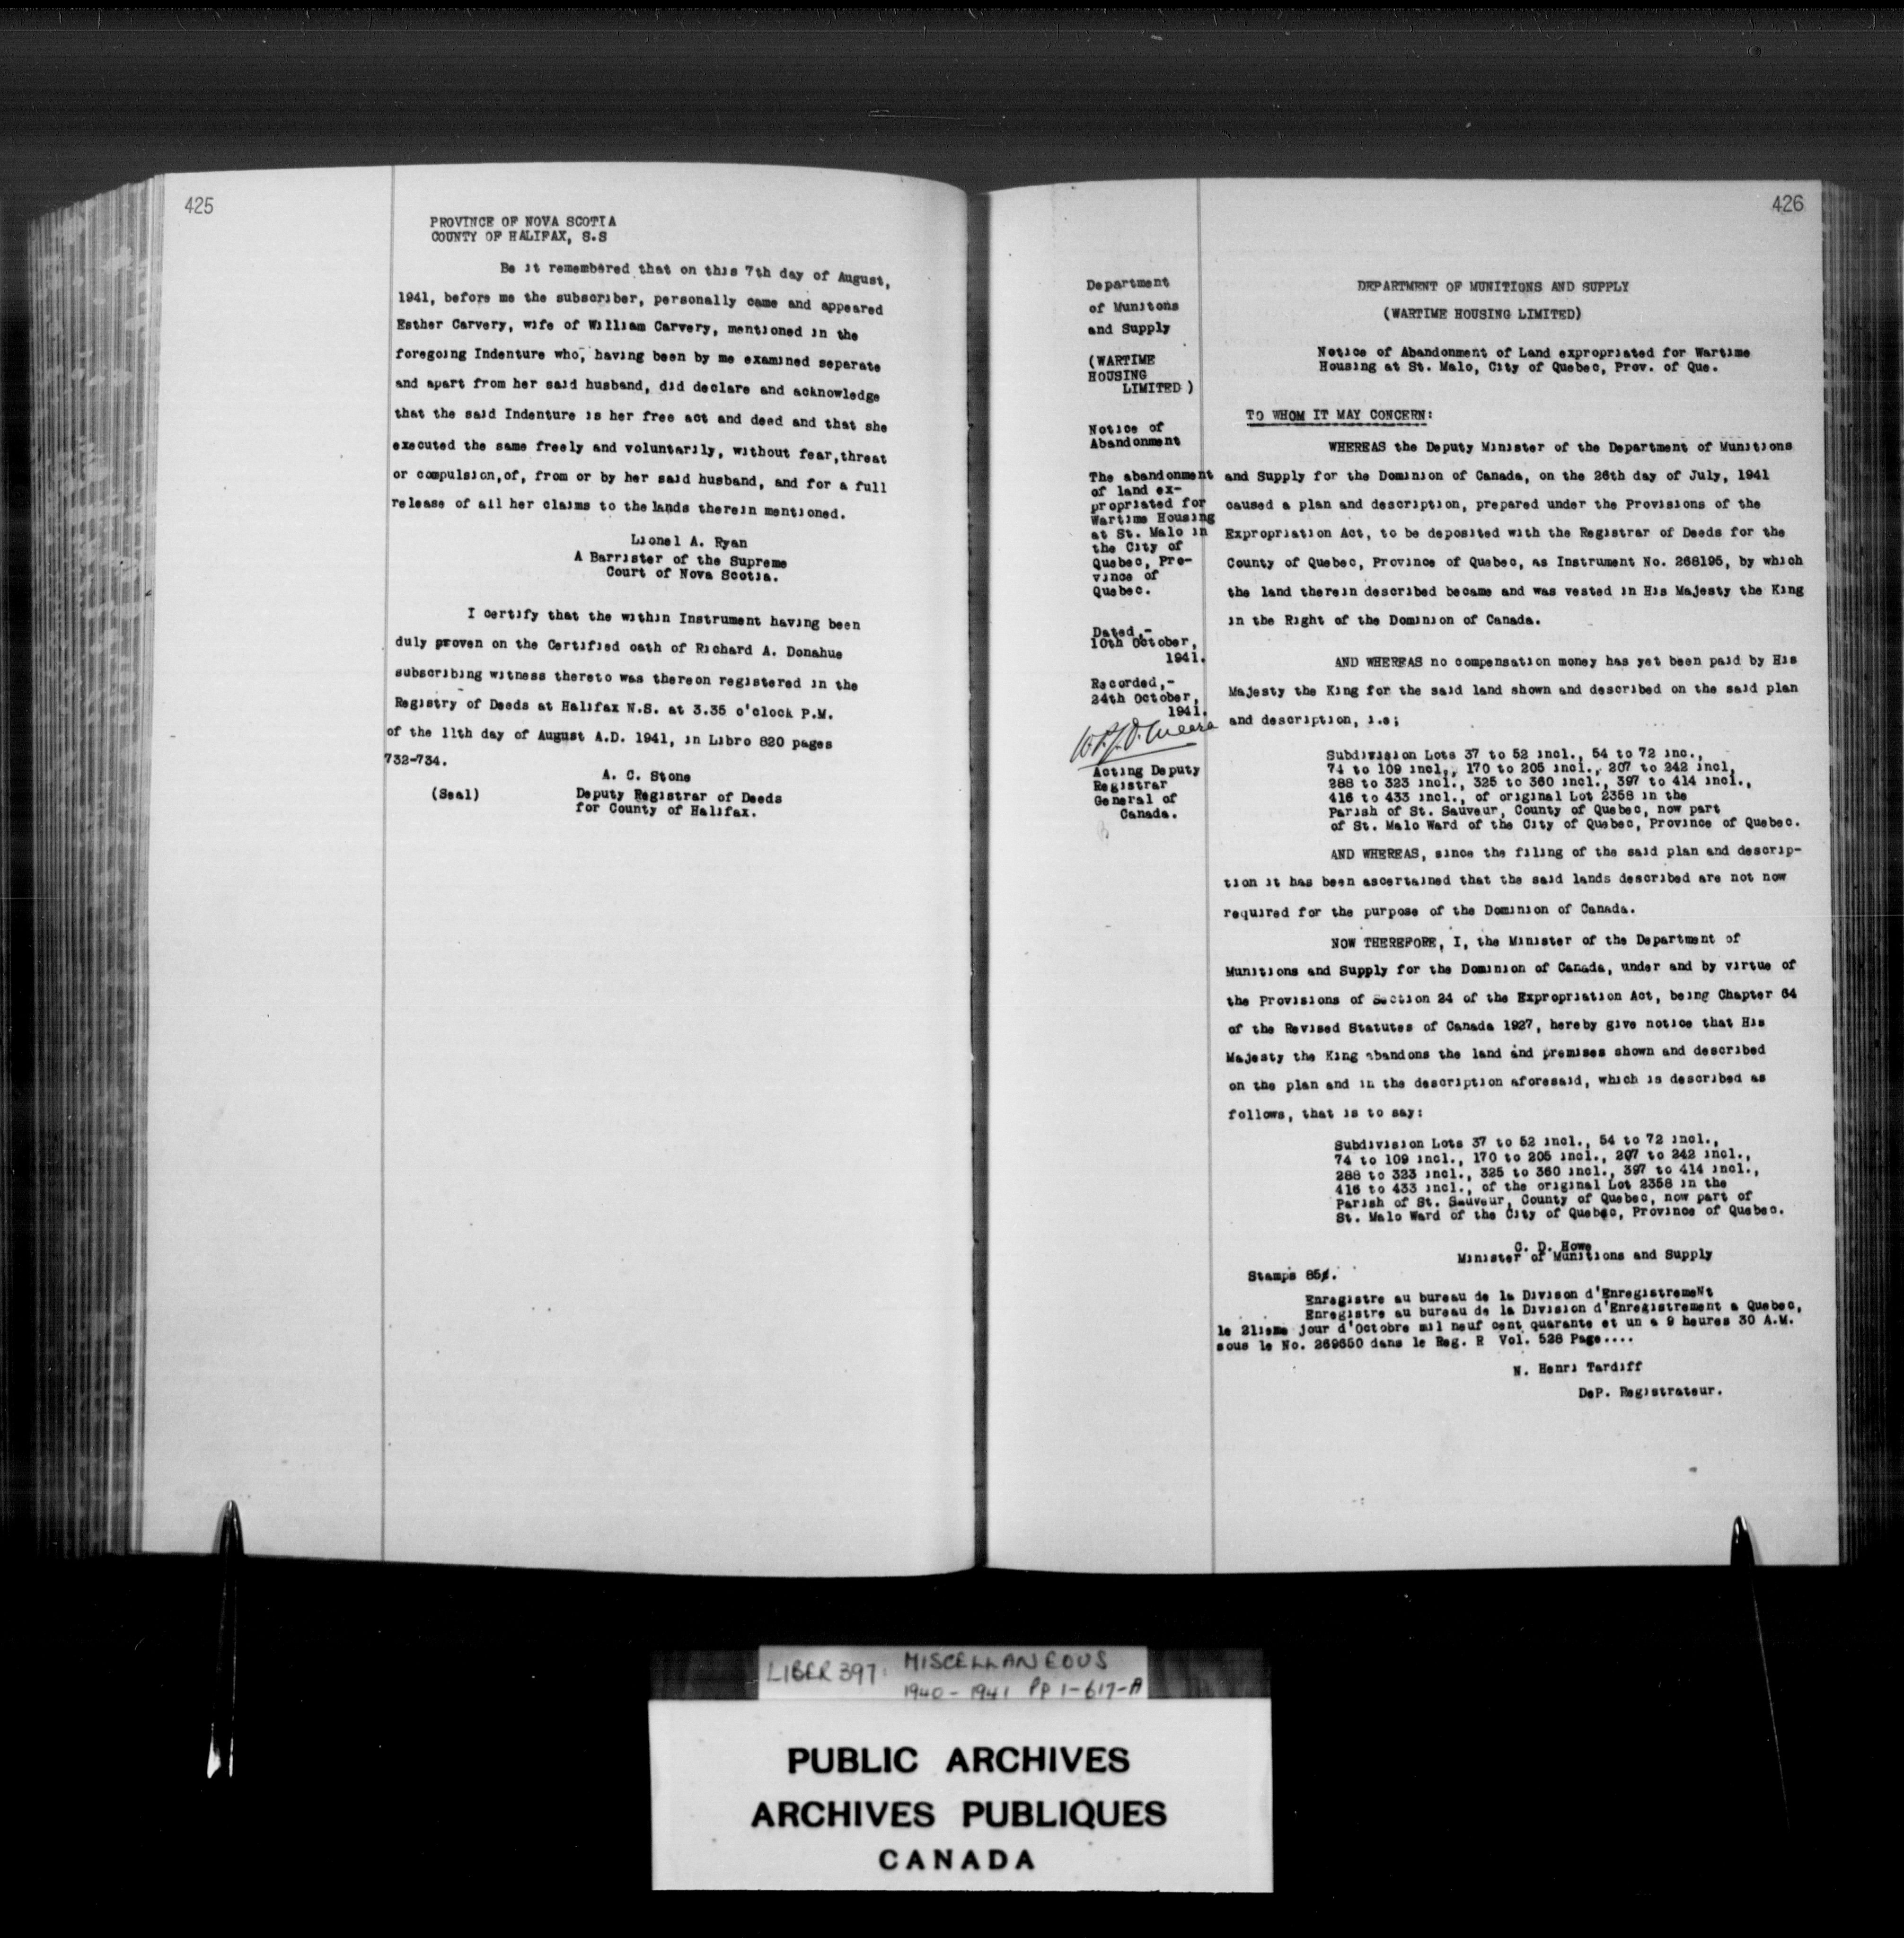 425
PROVINCE OF NOVA SCOTIA
COUNTY OF HALIFAX, S.S
Be it remembered that on this 7th day of August,
1941, before me the subscriber, personally came and appeared
Esther Carvery, wife of William Carvery, mentioned in the
foregoing Indenture who, having been by me examined separate
and apart from her said husband, did declare and acknowledge
that the said Indenture is her free act and deed and that she
executed the same freely and voluntarily, without fear,threat
or compulsion,of, from or by her said husband, and for a full
release of all her claims to the lands therein mentioned.
Lionel A. Ryan
A Barrister of the Supreme
Court of Nova Scotia.
I certify that the within Instrument having been
duly proven on the Certified oath of Richard A. Donahue
subscribing witness thereto was thereon registered in the
Registry of Deeds at Halifax N.S. at 3.35 o'clock P.M.
of the 11th day of August A.D. 1941, in Libro 820 pages
732-734.
A. C. Stone
(Seal) Deputy Registrar of Deeds
for County of Halifax.
426
Department
of Munitons
and Supply
(WARTIME
HOUSING
LIMITED)
Notice of
Abandonment
The abandonment
of land ex-
propriated for
Wartime Housing
at St. Malo in
the City of
Quebec, Pro-
vince of
Quebec.
Dated,-
10th October,
1941.
Recorded,-
24th October,
1941.
Acting Deputy
Registrar
General of
Canada.
DEPARTMENT OF MUNITIONS AND SUPPLY
(WARTIME HOUSING LIMITED)
Notice of Abandonment of Land expropriated for Wartime
Housing at St. Malo, City of Quebec, Prov. of Que.
TO WHOM IT MAY CONCERN:
WHEREAS the Deputy Minister of the Department of Munitions
and Supply for the Dominion of Canada, on the 26th day of July, 1941
caused a plan and description, prepared under the Provisions of the
Expropriation Act, to be deposited with the Registrar of Deeds for the
County of Quebec, Province of Quebec, as Instrument No. 268195, by which
the land therein described became and was vested in His Majesty the King
in the Right of the Dominion of Canada.
AND WHEREAS no compensation money has yet been paid by His
Majesty the King for the said land shown and described on the said plan
and description, i.e;
Subdivision Lots 37 to 52 incl., 54 to 72 inc.,
74 to 109 incl., 170 to 205 incl., 207 to 242 incl,
288 to 323 incl., 325 to 360 incl., 397 to 414 incl.,
416 to 433 incl., of original Lot 2358 in the
Parish of St. Sauveur, County of Quebec, now part
of St. Malo Ward of the City of Quebec, Province of Quebec.
AND WHEREAS, since the filing of the said plan and descrip-
tion it has been ascertained that the said lands described are not now
required for the purpose of the Dominion of Canada.
NOW THEREFORE, I, the Minister of the Department of
Munitions and Supply for the Dominion of Canada, under and by virtue of
the Provisions of Section 24 of the Expropriation Act, being Chapter 64
of the Revised Statutes of Canada 1927, hereby give notice that His
Majesty the King abandons the land and premises shown and described
on the plan and in the description aforesaid, which is described as
follows, that is to say:
Subdivision Lots 37 to 52 incl., 54 to 72 incl.,
74 to 109 incl., 170 to 205 incl., 207 to 242 incl.,
288 to 323 incl., 325 to 360 incl., 397 to 414 incl.,
416 to 433 incl., of the original Lot 2358 in the
Parish of St. Sauveur, County of Quebec, now part of
St. Malo Ward of the City of Quebec, Province of Quebec.
C. D. Howe
Minister of Munitions and Supply
Stamps 85¢.
Enregistre au bureau de la Divison d'EnregistremeNt
Enregistre au bureau de la Division d'Enregistrement a Quebec,
le 21ieme jour d'Octobre mil neuf cent quarante et un a 9 heures 30 A.M.
sous le No. 269650 dans le Reg. R Vol. 528 Page....
N. Henri Tardiff
DeP. Registrateur.
LIBER 397: MISCELLANEOUS
1940-1941 Pp 1-617-A
PUBLIC ARCHIVES
ARCHIVES PUBLIQUES
CANADA